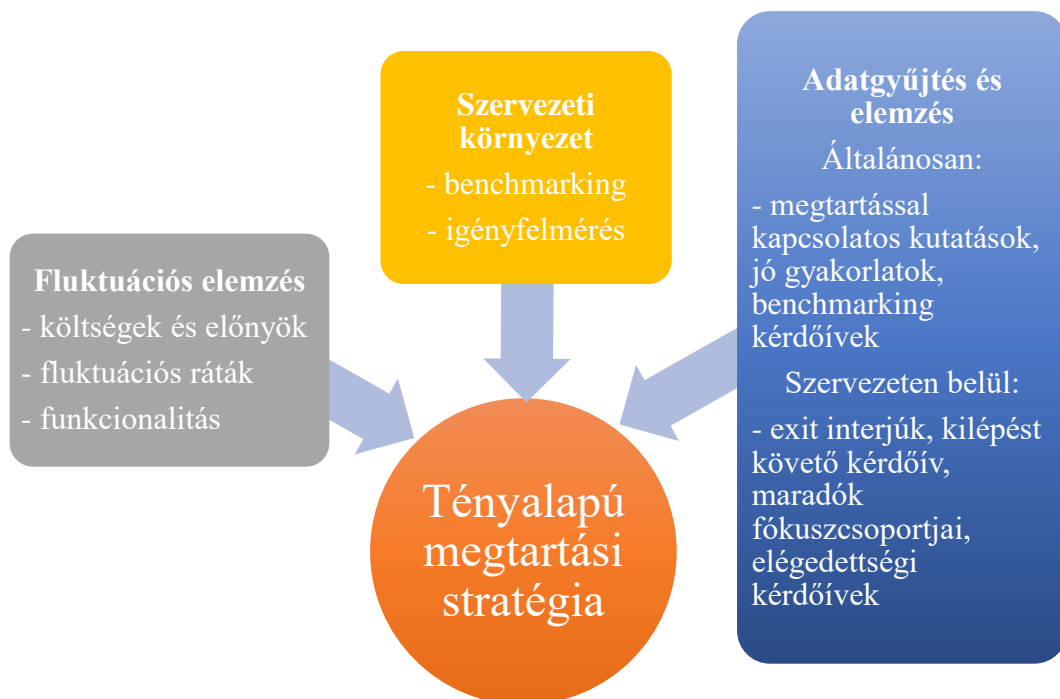 Fluktuációs elemzés
- költségek és előnyök
- fluktuációs ráták
- funkcionalitás
Szervezeti
környezet
- benchmarking
- igényfelmérés
Adatgyűjtés és
elemzés
Általánosan:
- megtartással
kapcsolatos kutatások,
jó gyakorlatok,
benchmarking
kérdőívek
Szervezeten belül:
- exit interjúk, kilépést
követő kérdőív,
maradók
fókuszcsoportjai,
elégedettségi
kérdőívek
Tényalapú
megtartási
stratégia